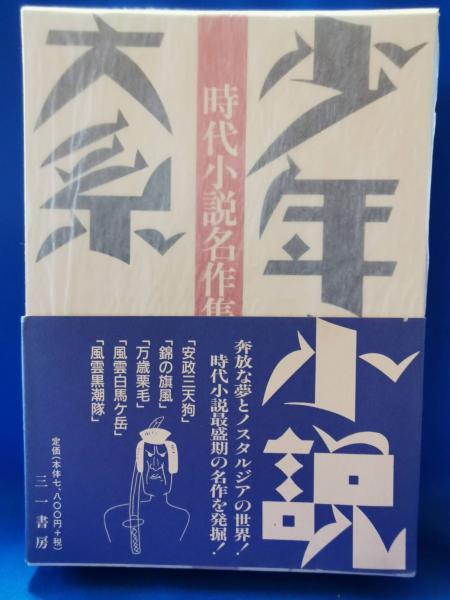 少年小説
大系
時代小説名作集
奔放な夢とノスタルジアの世界!
時代小説最盛期の名作を発掘!
「安政三天狗」
「錦の旗風」
「万歳栗毛」
「風雲白馬ケ岳」
「風雲黒潮隊」
定価(本体七、八〇〇円+税)
三一書房